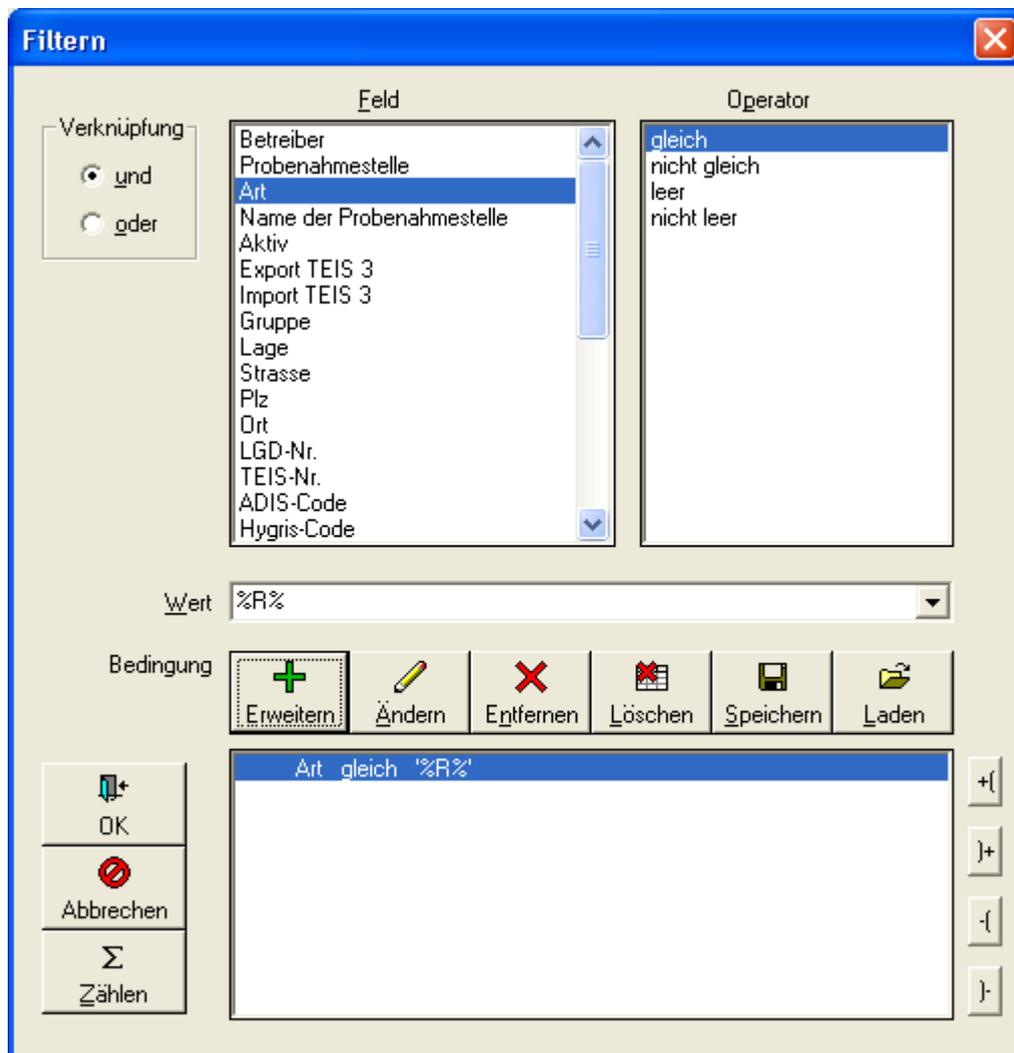 Filtern
Feld
Operator
Verknüpfung
und
oder
Betreiber
Probenahmestelle
Art
Name der Probenahmestelle
Aktiv
Export TEIS 3
Import TEIS 3
Gruppe
Lage
Strasse
Plz
Ort
LGD-Nr.
TEIS-Nr.
ADIS-Code
Hygris-Code
gleich
nicht gleich
leer
nicht leer
Wert
%R%
Bedingung
Erweitern
Ändern
Entfernen
Löschen
Speichern
Laden
Art gleich '%R%'
OK
Abbrechen
Σ
Zählen
+(
)+
-(
)-